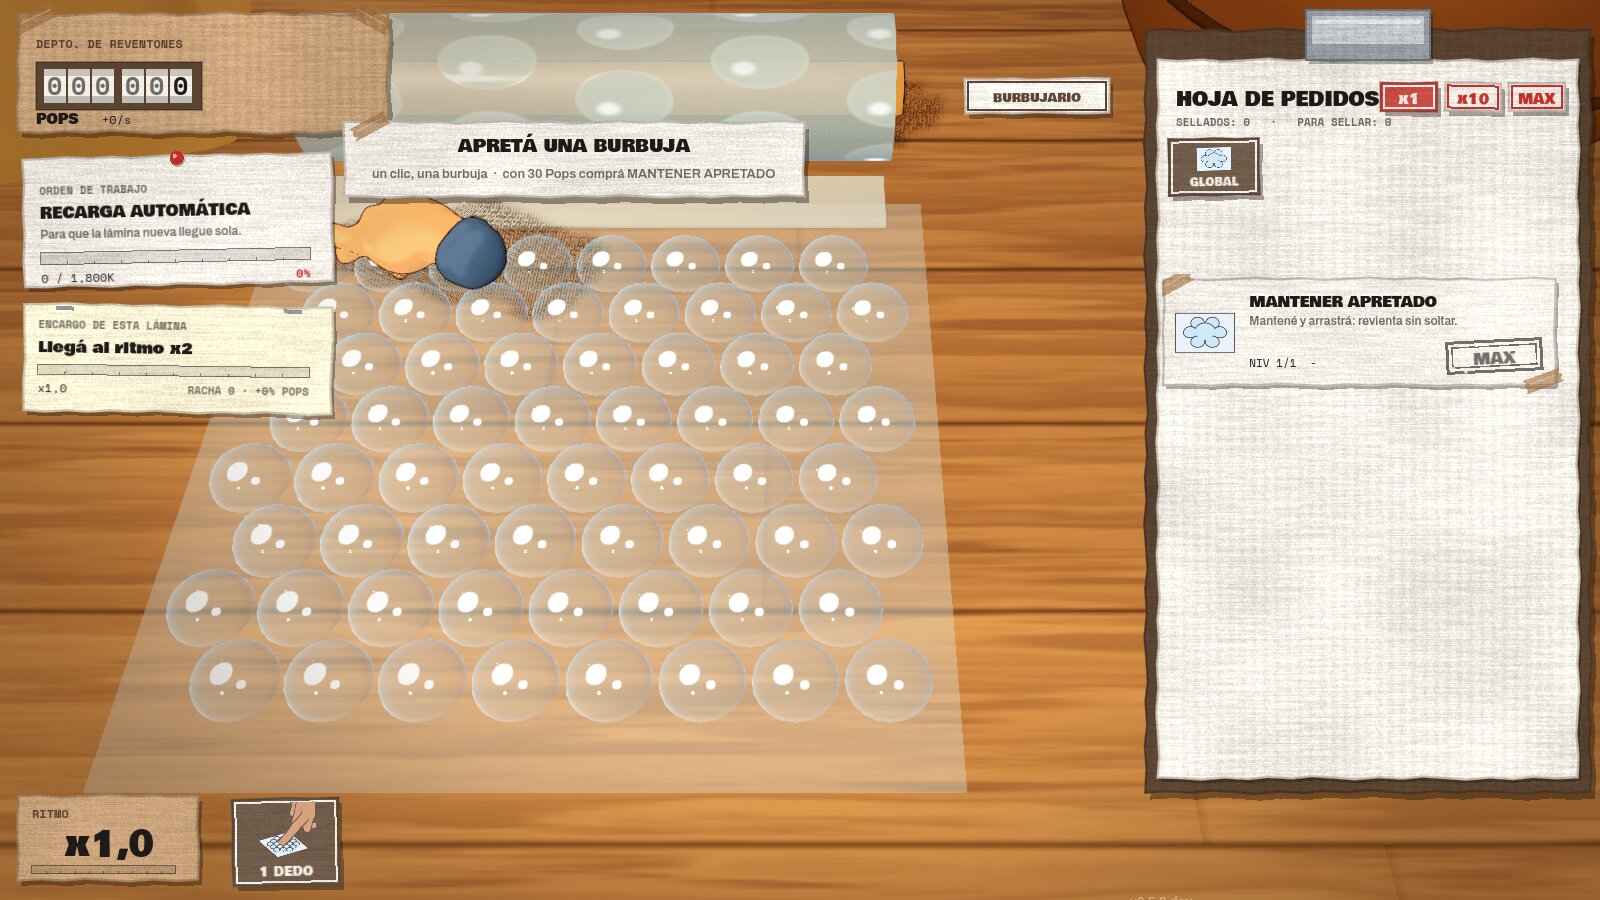 DEPTO. DE REVENTONES
000 000
POPS +0/s
APRETÁ UNA BURBUJA
un clic, una burbuja · con 30 Pops comprá MANTENER APRETADO
BURBUJARIO
ORDEN DE TRABAJO
RECARGA AUTOMÁTICA
Para que la lámina nueva llegue sola.
0 / 1.800K 0%
ENCARGO DE ESTA LÁMINA
Llegá al ritmo x2
x1,0 RACHA 0 · +0% POPS
RITMO
x1,0
1 DEDO
HOJA DE PEDIDOS x1 x10 MAX
SELLADOS: 0 · PARA SELLAR: 0
GLOBAL
MANTENER APRETADO
Mantené y arrastrá: revienta sin soltar.
NIV 1/1 -
MAX